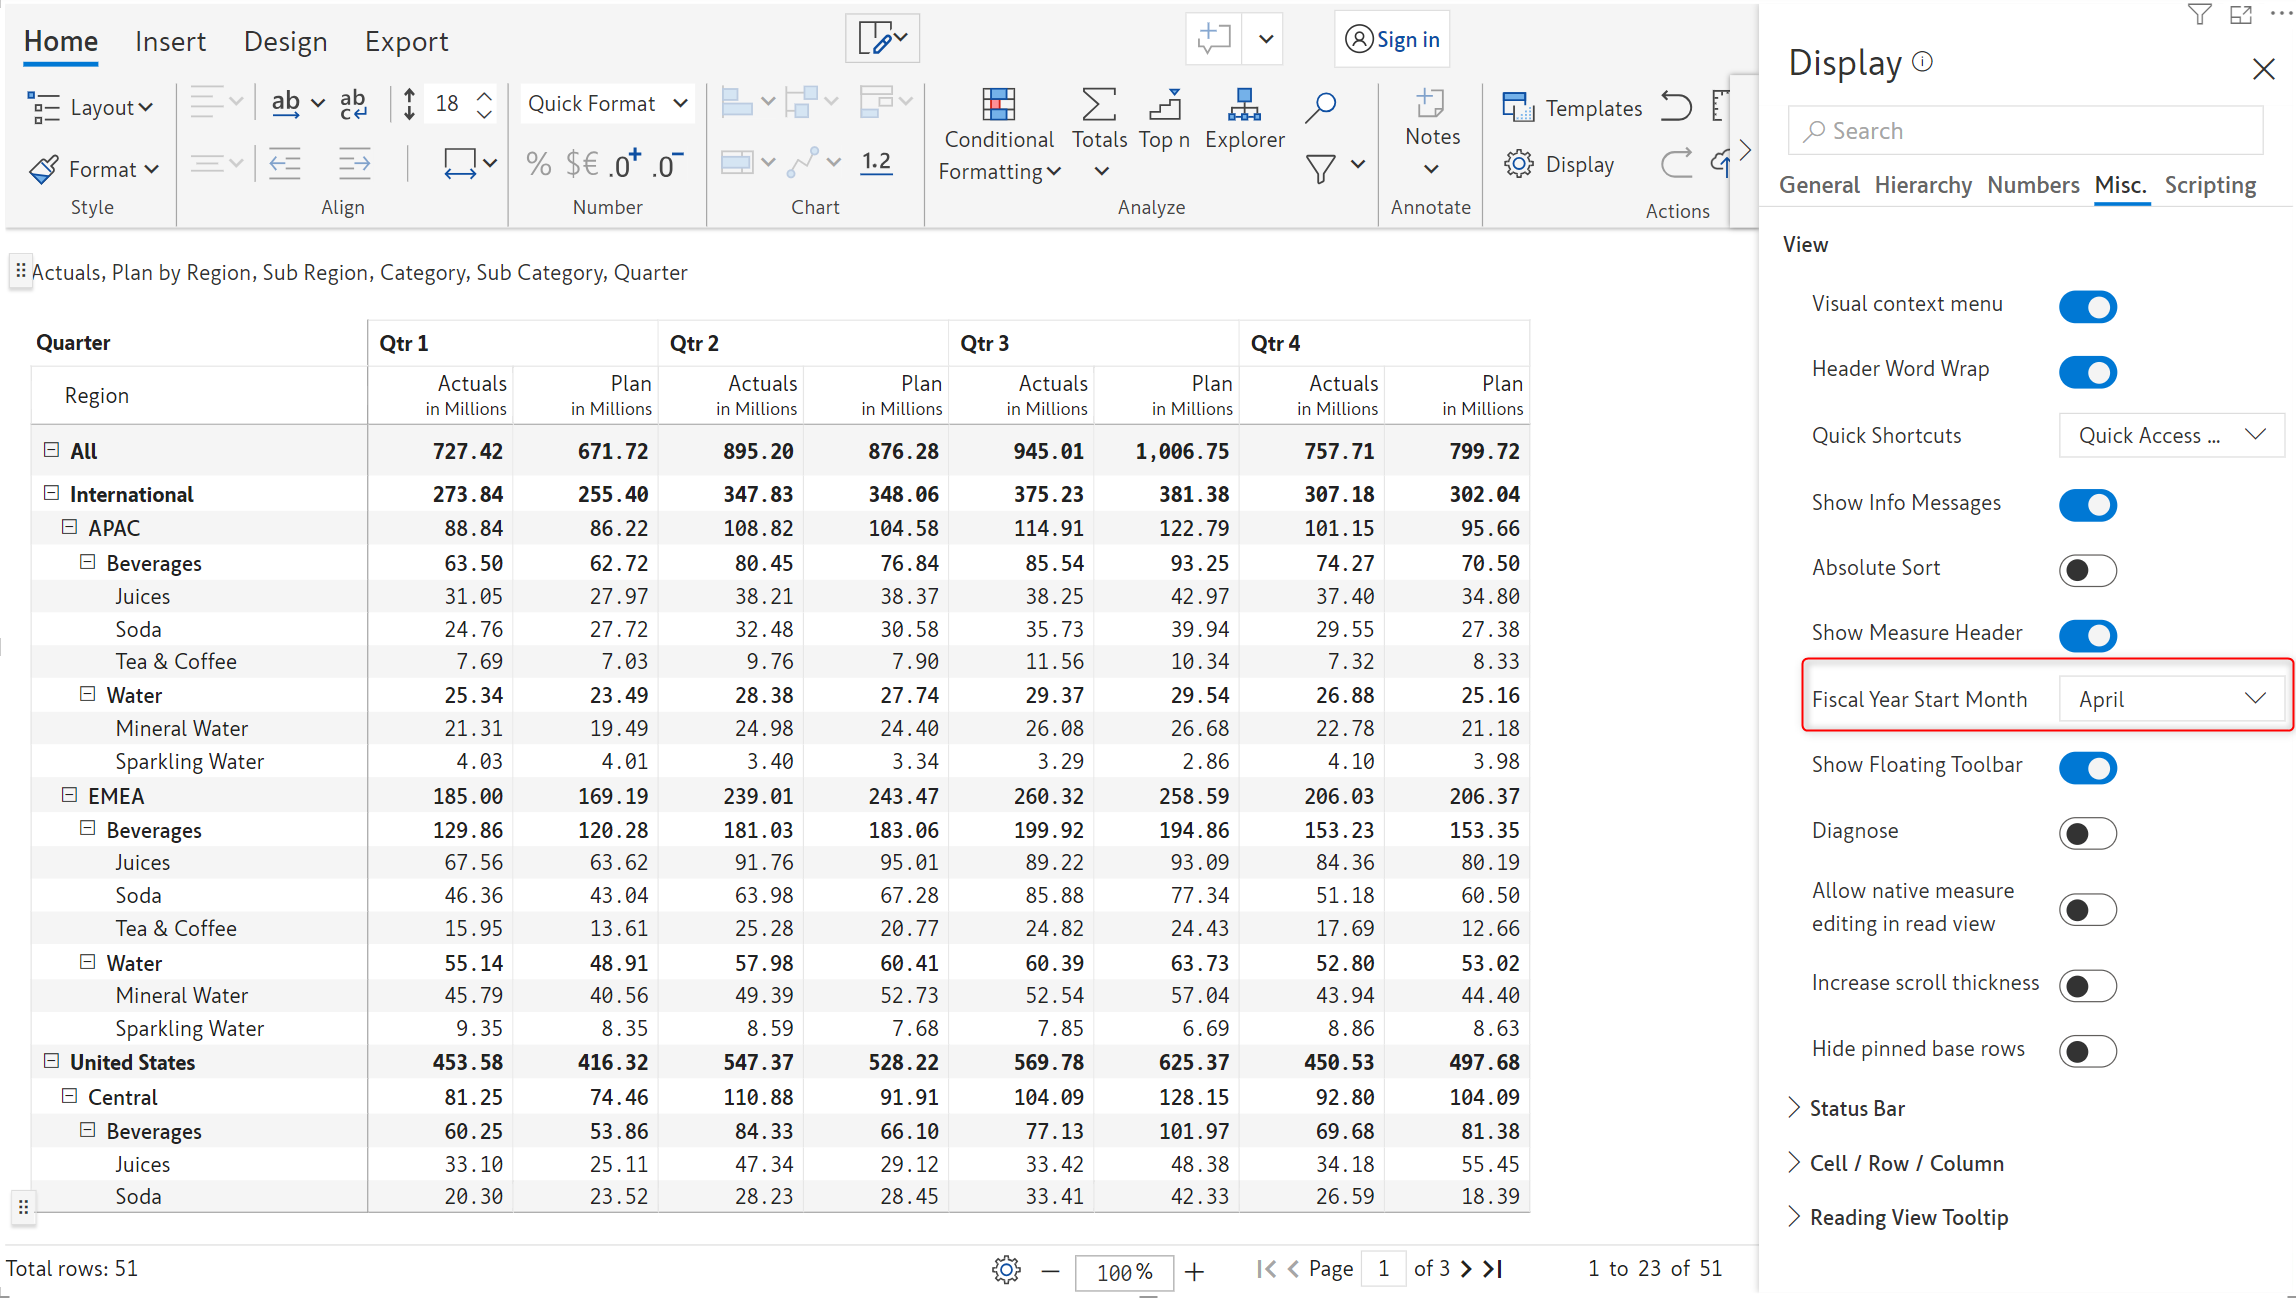 Home Insert Design Export
Sign in
Layout
Format
Style
ab
ab
c
18
Align
Quick Format
% $€ .0+ .0−
Number
1.2
Chart
Conditional
Formatting
Totals
Top n
Explorer
Analyze
Notes
Annotate
Templates
Display
Actions
Actuals, Plan by Region, Sub Region, Category, Sub Category, Quarter
Quarter Qtr 1 Qtr 2 Qtr 3 Qtr 4
Region Actuals Plan Actuals Plan Actuals Plan Actuals Plan
in Millions in Millions in Millions in Millions in Millions in Millions in Millions in Millions
All 727.42 671.72 895.20 876.28 945.01 1,006.75 757.71 799.72
International 273.84 255.40 347.83 348.06 375.23 381.38 307.18 302.04
APAC 88.84 86.22 108.82 104.58 114.91 122.79 101.15 95.66
Beverages 63.50 62.72 80.45 76.84 85.54 93.25 74.27 70.50
Juices 31.05 27.97 38.21 38.37 38.25 42.97 37.40 34.80
Soda 24.76 27.72 32.48 30.58 35.73 39.94 29.55 27.38
Tea & Coffee 7.69 7.03 9.76 7.90 11.56 10.34 7.32 8.33
Water 25.34 23.49 28.38 27.74 29.37 29.54 26.88 25.16
Mineral Water 21.31 19.49 24.98 24.40 26.08 26.68 22.78 21.18
Sparkling Water 4.03 4.01 3.40 3.34 3.29 2.86 4.10 3.98
EMEA 185.00 169.19 239.01 243.47 260.32 258.59 206.03 206.37
Beverages 129.86 120.28 181.03 183.06 199.92 194.86 153.23 153.35
Juices 67.56 63.62 91.76 95.01 89.22 93.09 84.36 80.19
Soda 46.36 43.04 63.98 67.28 85.88 77.34 51.18 60.50
Tea & Coffee 15.95 13.61 25.28 20.77 24.82 24.43 17.69 12.66
Water 55.14 48.91 57.98 60.41 60.39 63.73 52.80 53.02
Mineral Water 45.79 40.56 49.39 52.73 52.54 57.04 43.94 44.40
Sparkling Water 9.35 8.35 8.59 7.68 7.85 6.69 8.86 8.63
United States 453.58 416.32 547.37 528.22 569.78 625.37 450.53 497.68
Central 81.25 74.46 110.88 91.91 104.09 128.15 92.80 104.09
Beverages 60.25 53.86 84.33 66.10 77.13 101.97 69.68 81.38
Juices 33.10 25.11 47.34 29.12 33.42 48.38 34.18 55.45
Soda 20.30 23.52 28.23 28.45 33.41 42.33 26.59 18.39
Total rows: 51
100%
Page 1 of 3
1 to 23 of 51
Display
Search
General Hierarchy Numbers Misc. Scripting
View
Visual context menu
Header Word Wrap
Quick Shortcuts Quick Access ...
Show Info Messages
Absolute Sort
Show Measure Header
Fiscal Year Start Month April
Show Floating Toolbar
Diagnose
Allow native measure
editing in read view
Increase scroll thickness
Hide pinned base rows
Status Bar
Cell / Row / Column
Reading View Tooltip